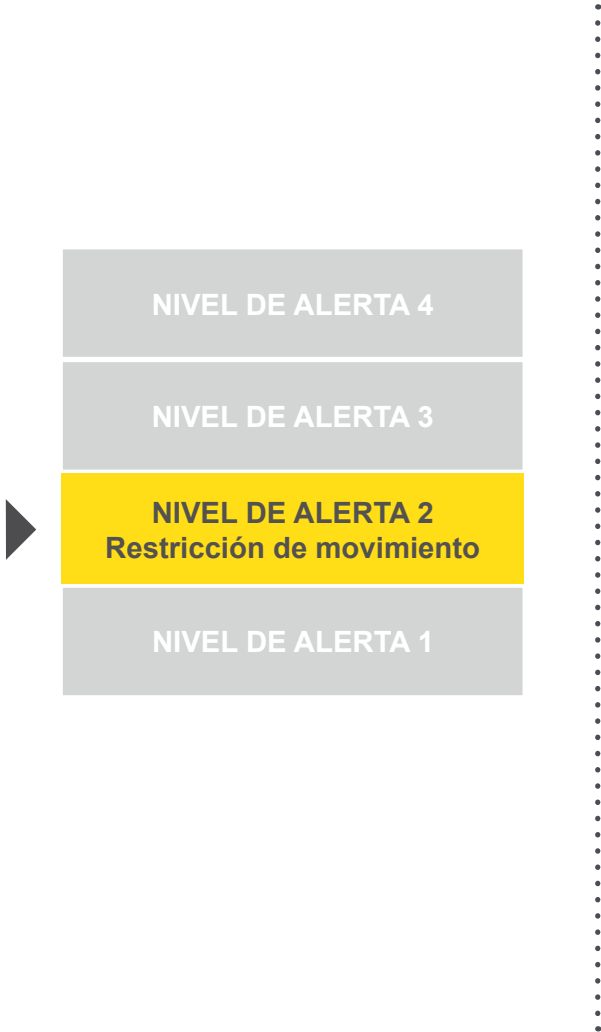 NIVEL DE ALERTA 4
NIVEL DE ALERTA 3
NIVEL DE ALERTA 2
Restricción de movimiento
NIVEL DE ALERTA 1